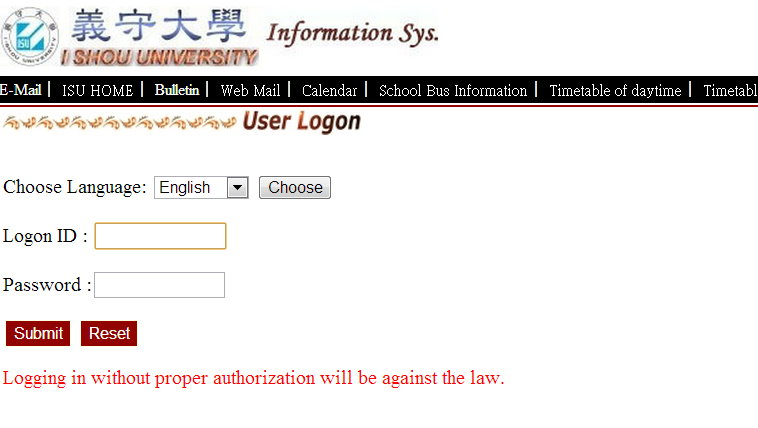 義守大學 Information Sys.
ISU
I SHOU UNIVERSITY
E-Mail | ISU HOME | Bulletin | Web Mail | Calendar | School Bus Information | Timetable of daytime | Timetabl
User Logon
Choose Language: English Choose
Logon ID :
Password :
Submit Reset
Logging in without proper authorization will be against the law.